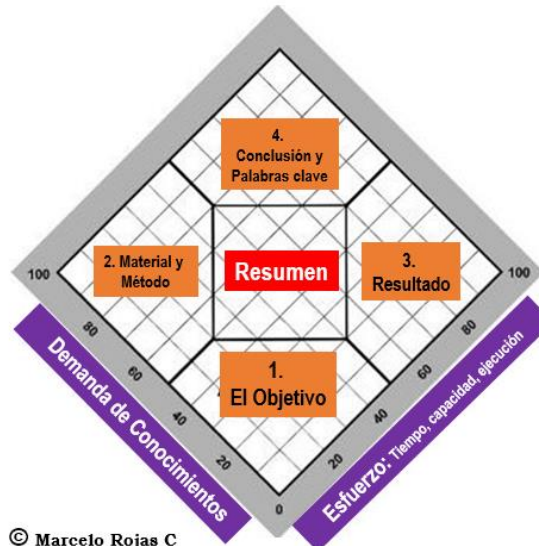 4.
Conclusión y
Palabras clave
2. Material y
Método
Resumen
3.
Resultado
1.
El Objetivo
100
80
60
40
20
0
20
40
60
80
100
Demanda de Conocimientos
Esfuerzo: Tiempo, capacidad, ejecución
© Marcelo Rojas C